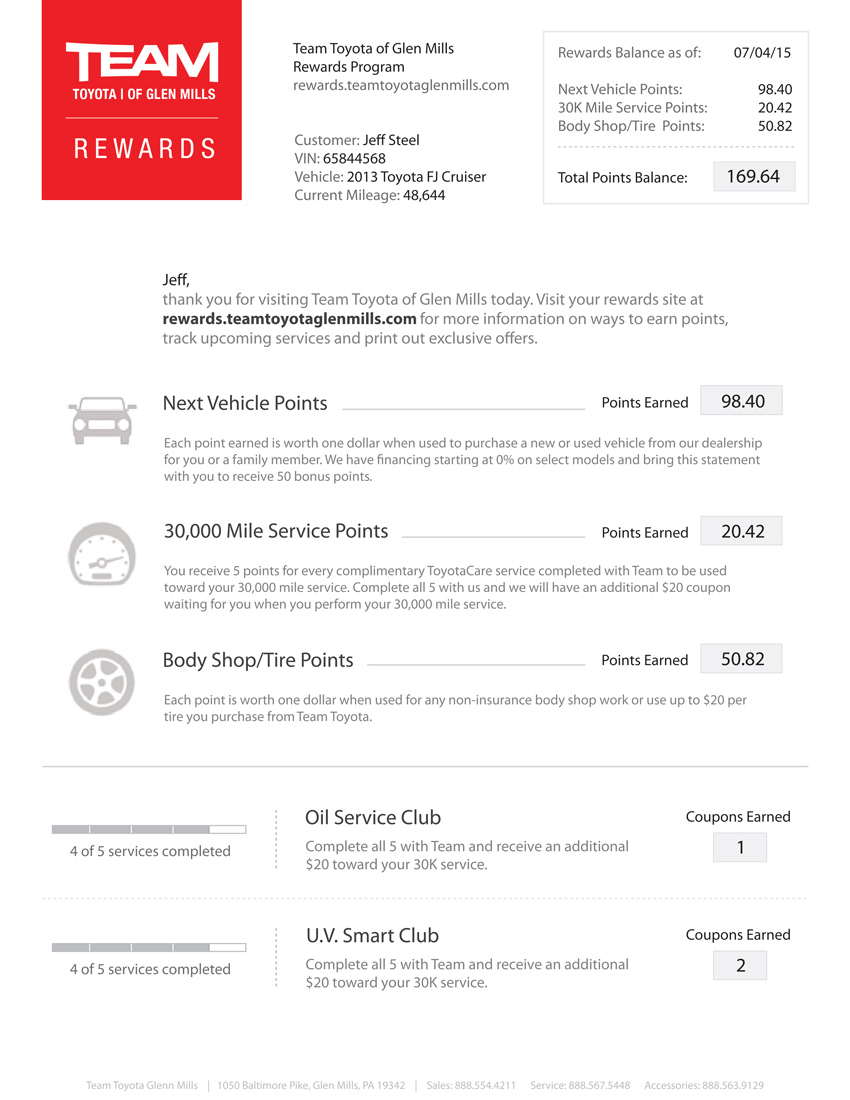 TEAM
TOYOTA | OF GLEN MILLS
REWARDS
Team Toyota of Glen Mills
Rewards Program
rewards.teamtoyotaglenmills.com
Customer: Jeff Steel
VIN: 65844568
Vehicle: 2013 Toyota FJ Cruiser
Current Mileage: 48,644
Rewards Balance as of: 07/04/15
Next Vehicle Points: 98.40
30K Mile Service Points: 20.42
Body Shop/Tire Points: 50.82
Total Points Balance: 169.64
Jeff,
thank you for visiting Team Toyota of Glen Mills today. Visit your rewards site at
rewards.teamtoyotaglenmills.com for more information on ways to earn points,
track upcoming services and print out exclusive offers.
Next Vehicle Points Points Earned 98.40
Each point earned is worth one dollar when used to purchase a new or used vehicle from our dealership
for you or a family member. We have financing starting at 0% on select models and bring this statement
with you to receive 50 bonus points.
30,000 Mile Service Points Points Earned 20.42
You receive 5 points for every complimentary ToyotaCare service completed with Team to be used
toward your 30,000 mile service. Complete all 5 with us and we will have an additional $20 coupon
waiting for you when you perform your 30,000 mile service.
Body Shop/Tire Points Points Earned 50.82
Each point is worth one dollar when used for any non-insurance body shop work or use up to $20 per
tire you purchase from Team Toyota.
4 of 5 services completed
Oil Service Club
Complete all 5 with Team and receive an additional
$20 toward your 30K service.
Coupons Earned
1
4 of 5 services completed
U.V. Smart Club
Complete all 5 with Team and receive an additional
$20 toward your 30K service.
Coupons Earned
2
Team Toyota Glenn Mills | 1050 Baltimore Pike, Glen Mills, PA 19342 | Sales: 888.554.4211 Service: 888.567.5448 Accessories: 888.563.9129